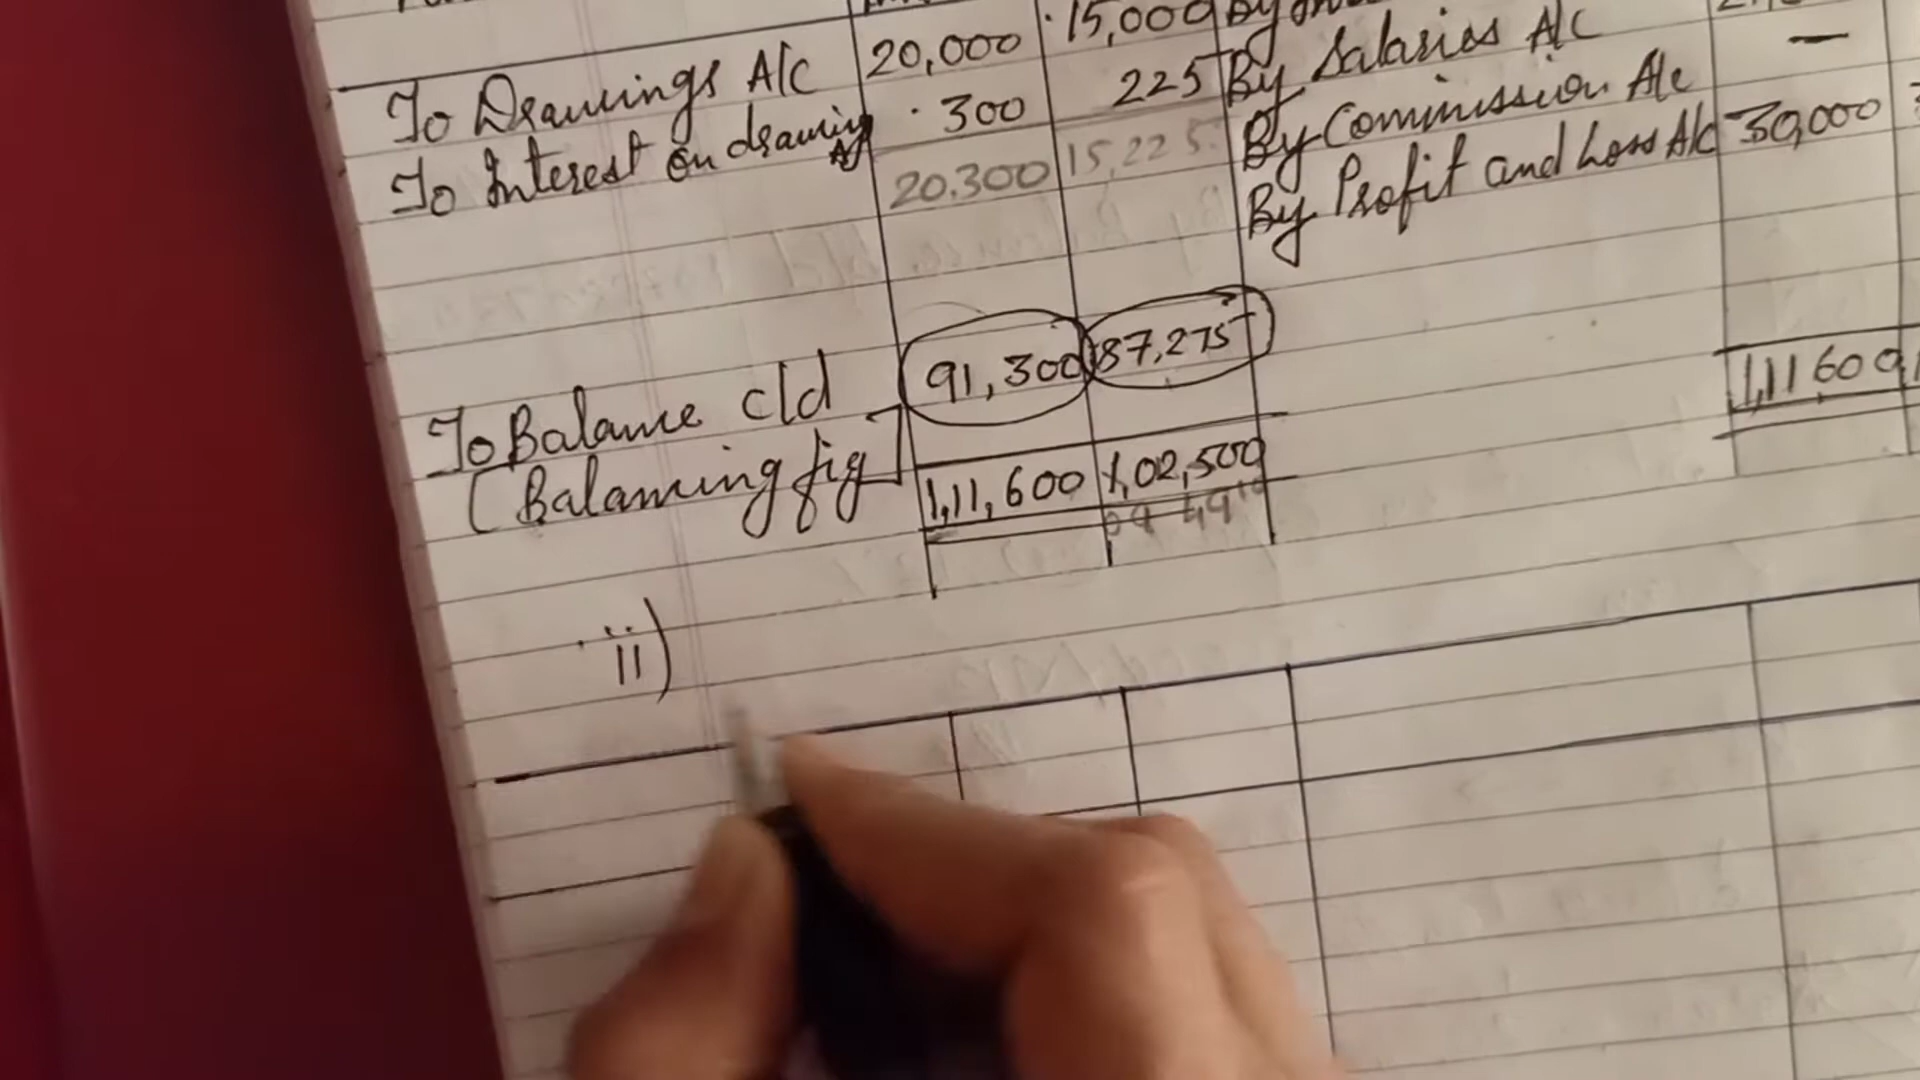 To Drawings A/c 20,000 15,000 By
To Interest on drawing 300 225 By Salaries A/c —
20,300 15,225 By Commission A/c
By Profit and Loss A/c 30,000
To Balance c/d 91,300 87,275
(Balancing fig) 1,11,600 1,02,500 1,11600
ii)